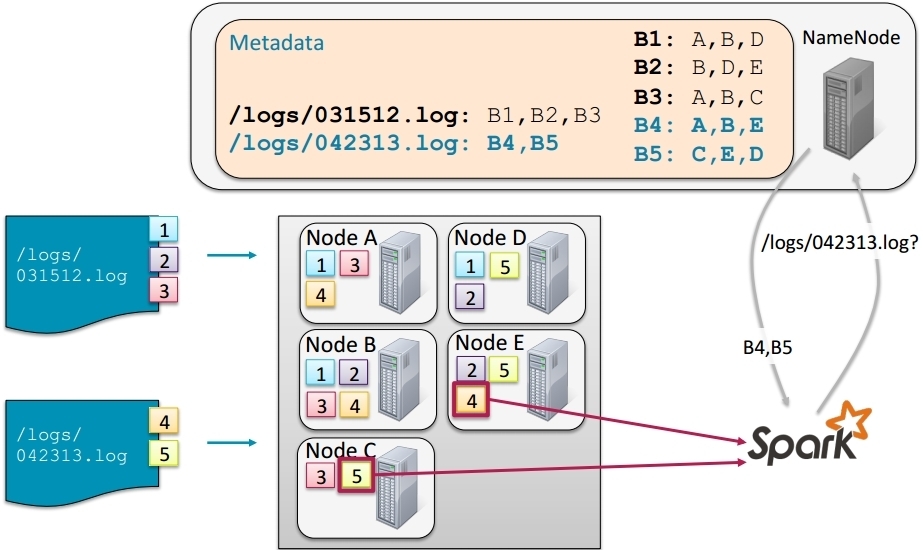 Metadata
NameNode
B1: A,B,D
B2: B,D,E
B3: A,B,C
B4: A,B,E
B5: C,E,D
/logs/031512.log: B1,B2,B3
/logs/042313.log: B4,B5
/logs/
031512.log
1
2
3
/logs/
042313.log
4
5
Node A
1 3
4
Node D
1 5
2
Node B
1 2
3 4
Node E
2 5
4
Node C
3 5
/logs/042313.log?
B4,B5
Spark